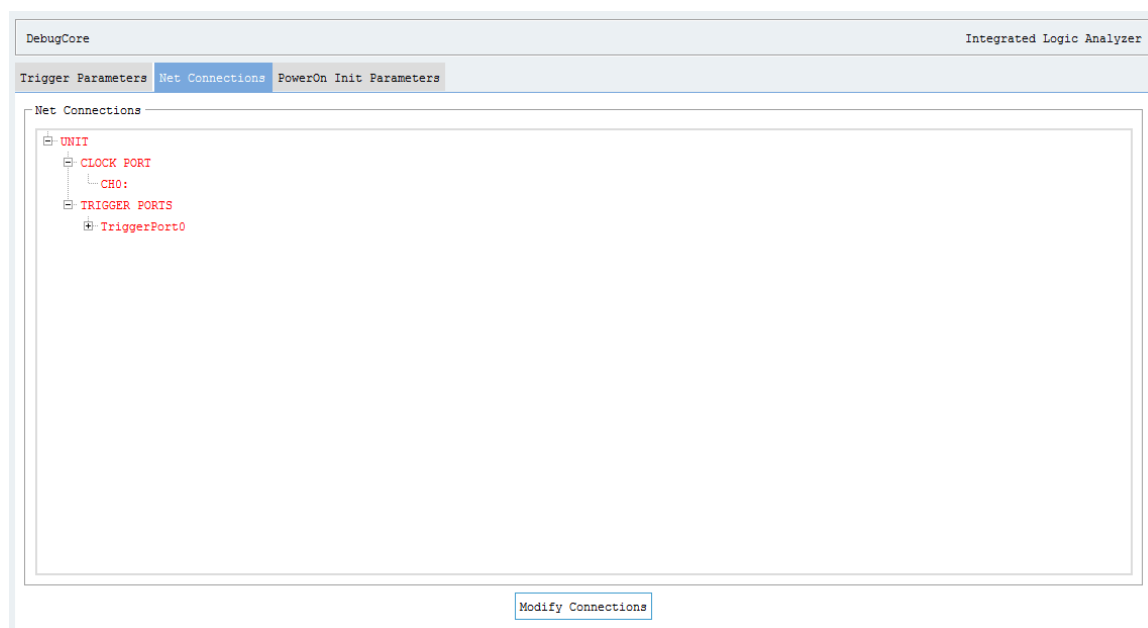 DebugCore Integrated Logic Analyzer
Trigger Parameters Net Connections PowerOn Init Parameters
Net Connections
UNIT
CLOCK PORT
CH0:
TRIGGER PORTS
TriggerPort0
Modify Connections